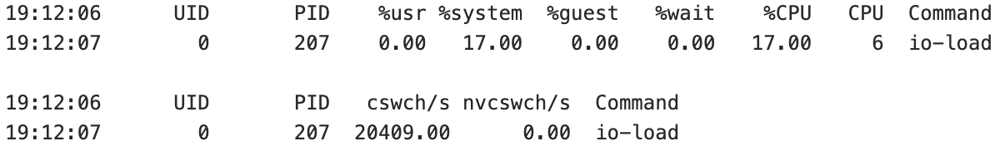 19:12:06      UID       PID    %usr %system  %guest   %wait    %CPU   CPU  Command
19:12:07        0       207    0.00   17.00    0.00    0.00   17.00     6  io-load
19:12:06      UID       PID   cswch/s nvcswch/s  Command
19:12:07        0       207  20409.00      0.00  io-load